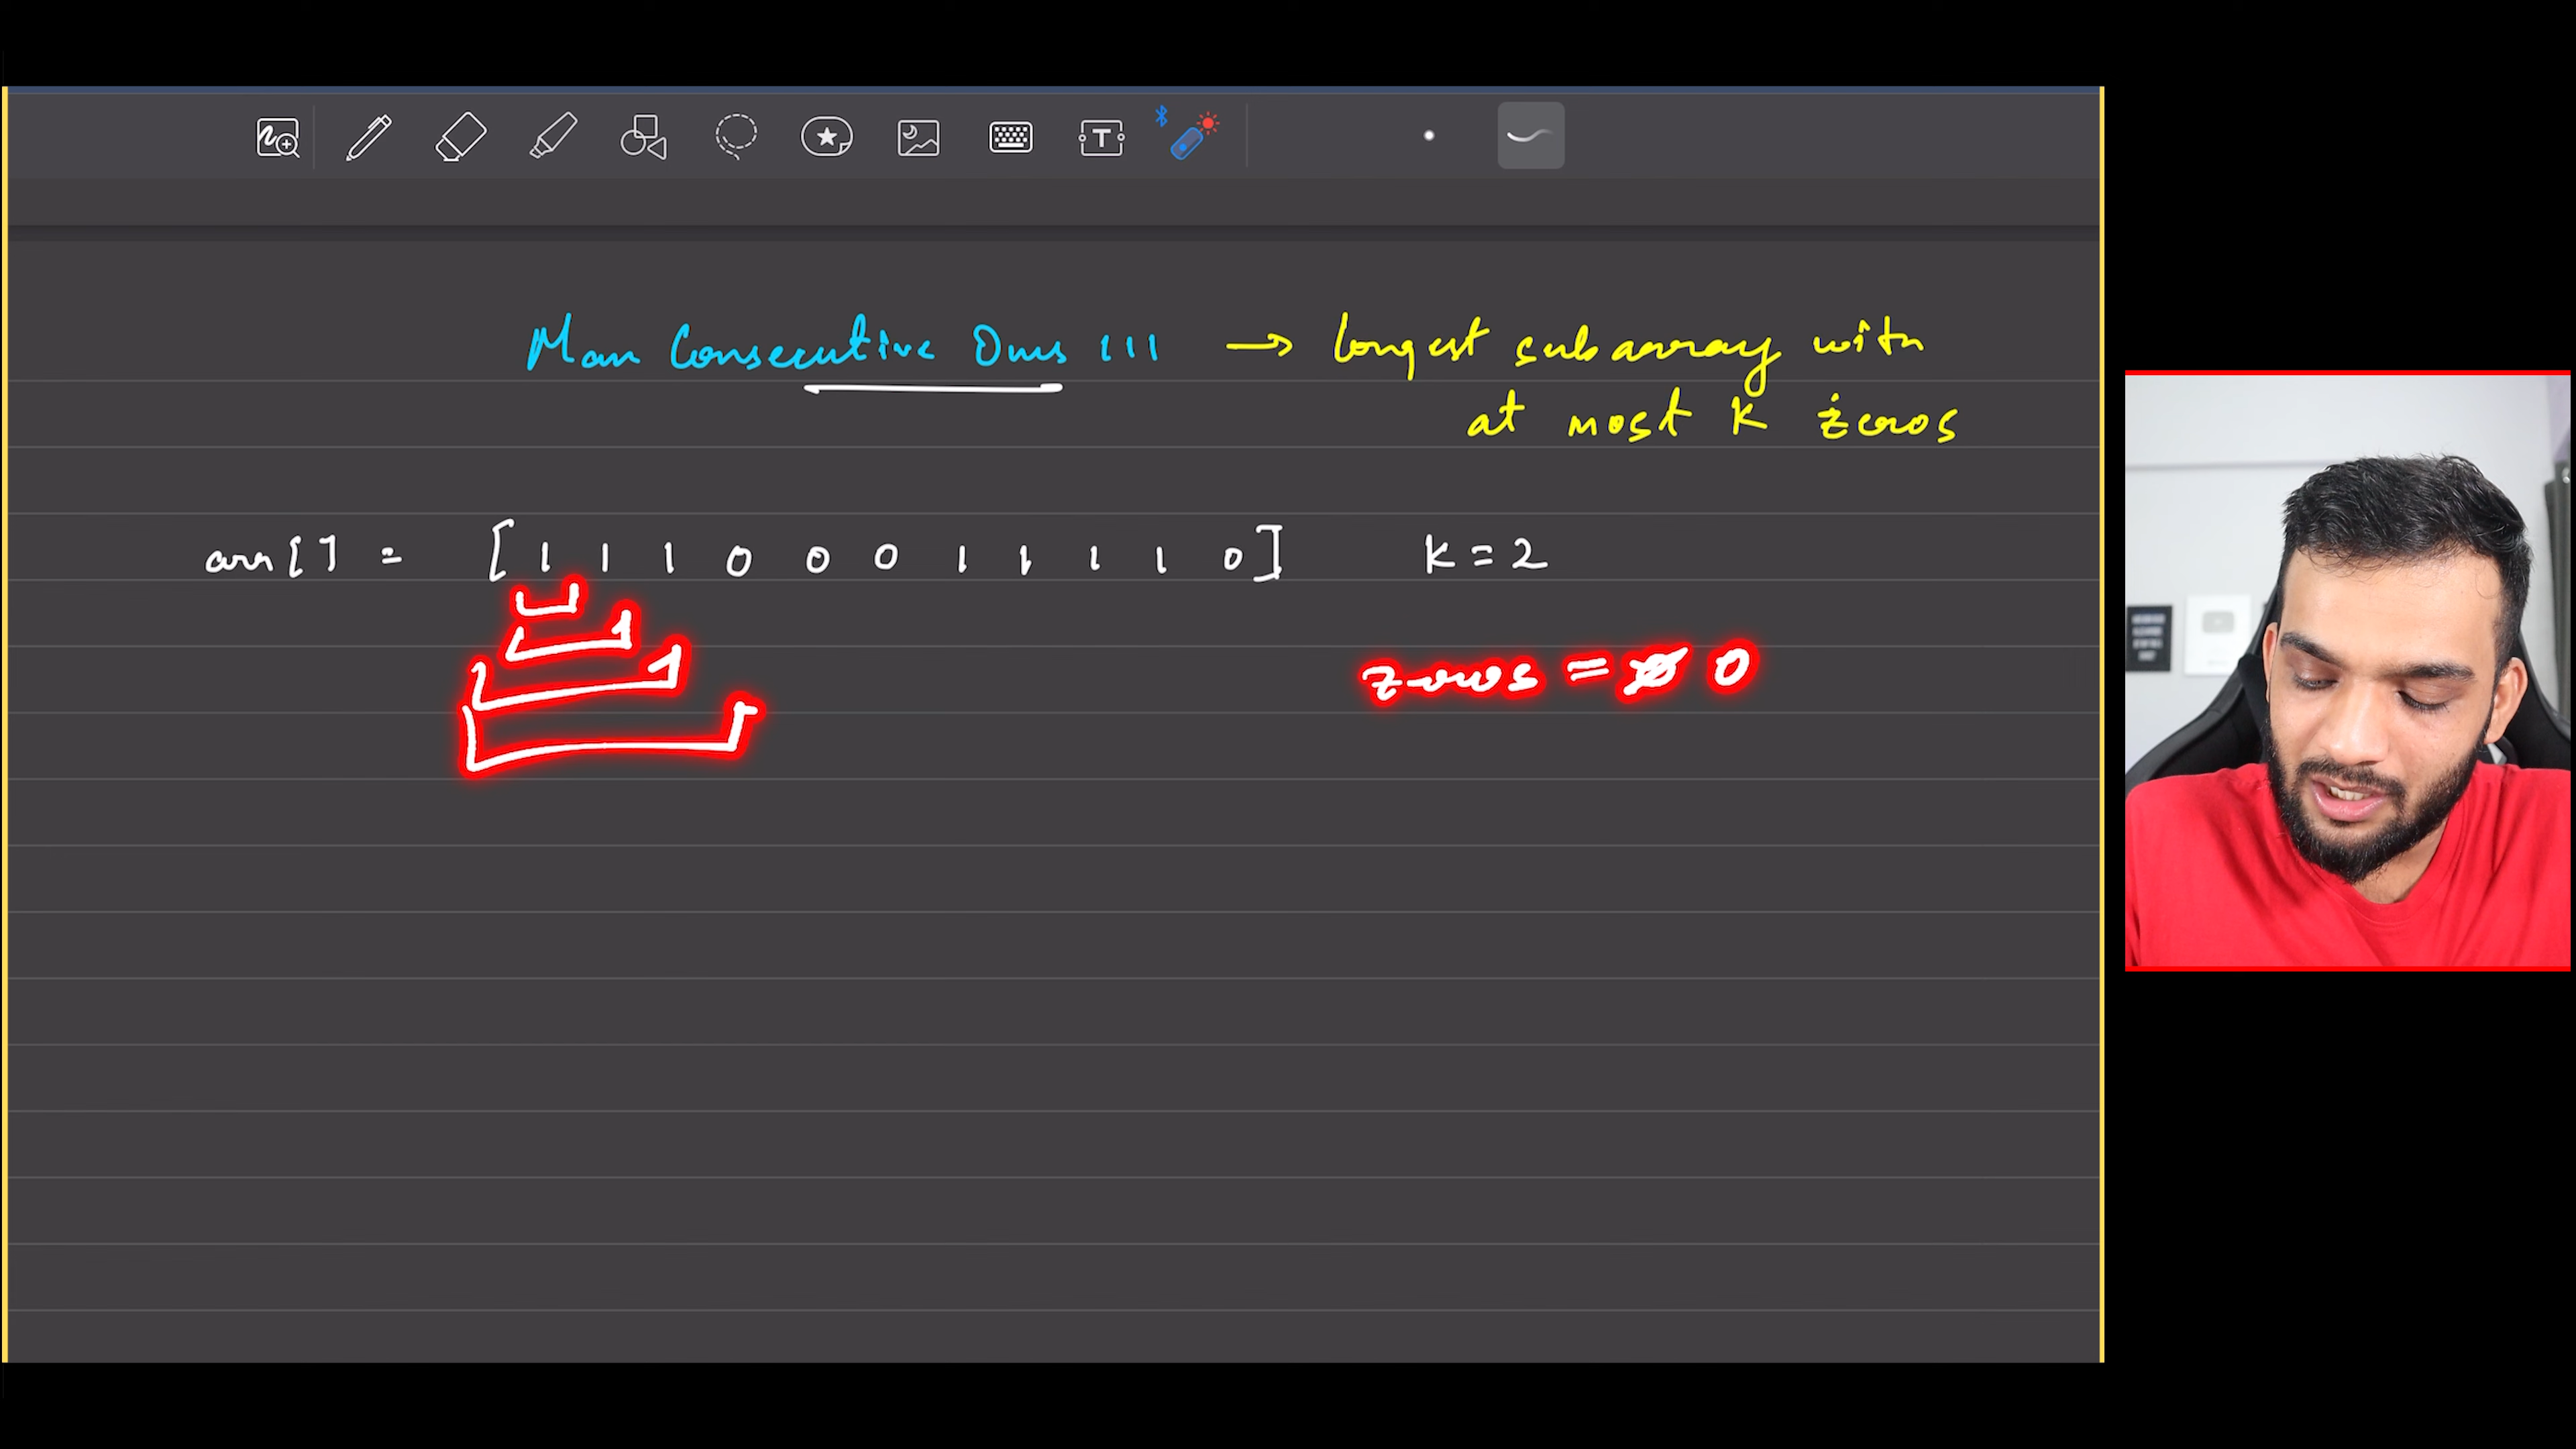 Max Consecutive Ones III → Longest subarray with
at most K zeros
arr[] = [1 1 1 0 0 0 1 1 1 1 0] K = 2
zeros = 0 0